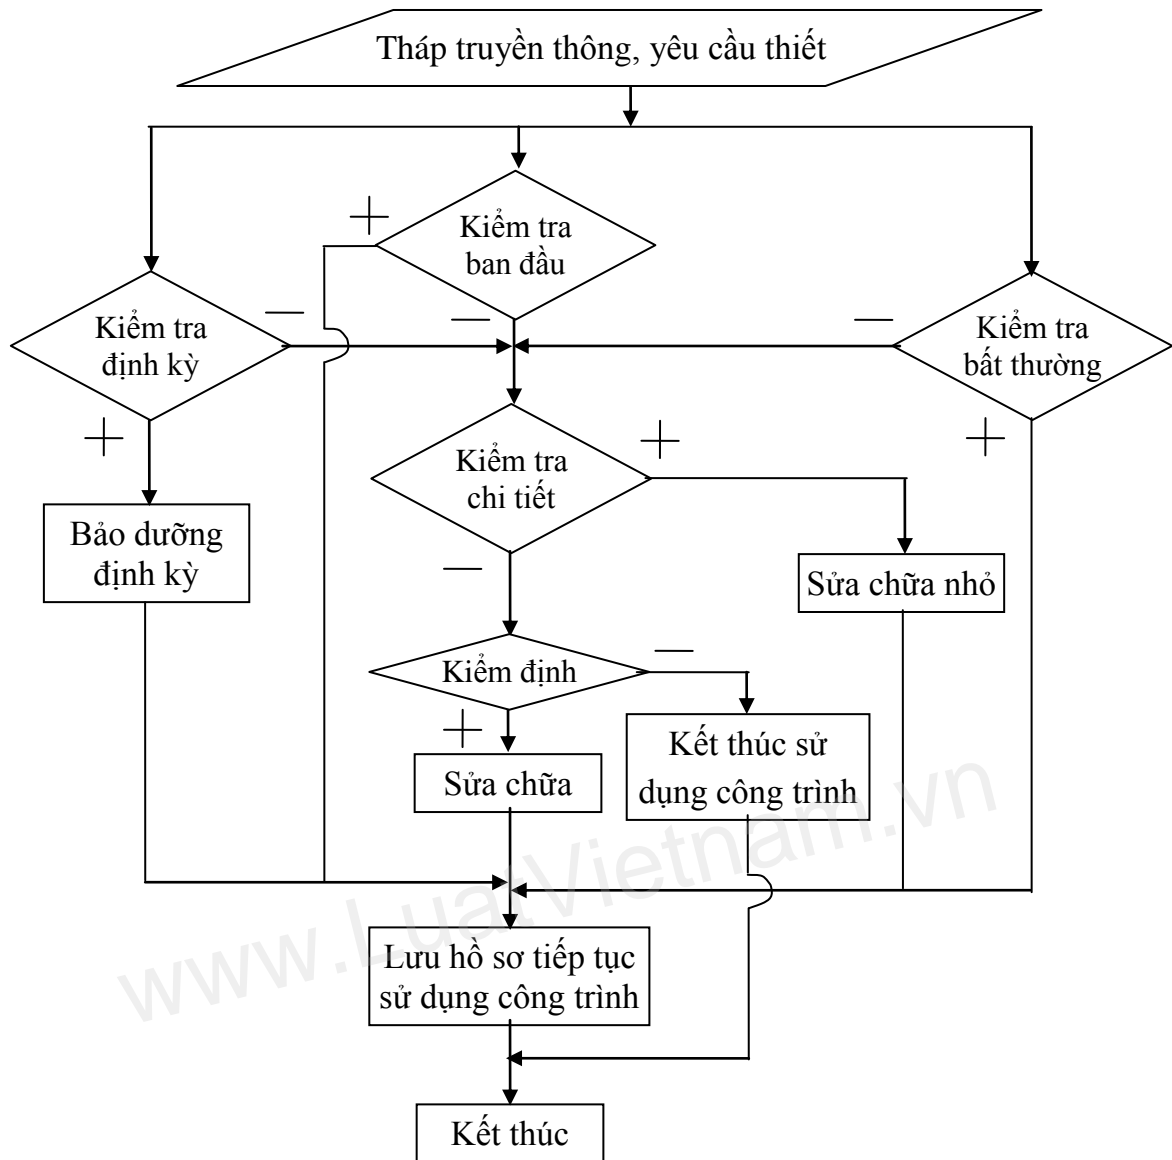 Tháp truyền thông, yêu cầu thiết
+
Kiểm tra
ban đầu
—
Kiểm tra
định kỳ
—
+
—
Kiểm tra
bất thường
+
Kiểm tra
chi tiết
+
—
Bảo dưỡng
định kỳ
Sửa chữa nhỏ
Kiểm định
—
+
Sửa chữa
Kết thúc sử
dụng công trình
Lưu hồ sơ tiếp tục
sử dụng công trình
Kết thúc
www.LuatVietnam.vn